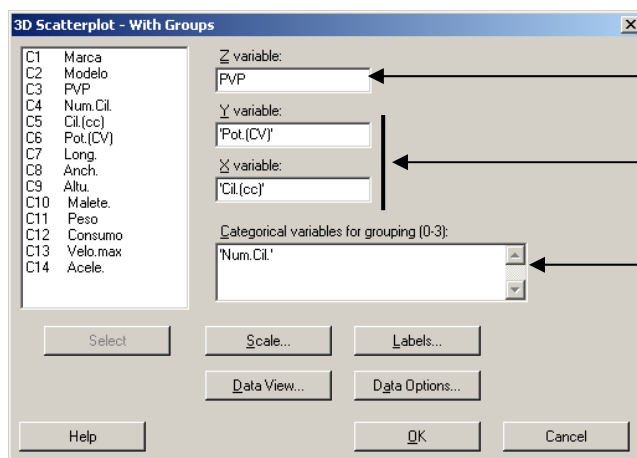 3D Scatterplot - With Groups
C1 Marca
C2 Modelo
C3 PVP
C4 Num.Cil.
C5 Cil.(cc)
C6 Pot.(CV)
C7 Long.
C8 Anch.
C9 Altu.
C10 Malete.
C11 Peso
C12 Consumo
C13 Velo.max
C14 Acele.
Z variable:
PVP
Y variable:
'Pot.(CV)'
X variable:
'Cil.(cc)'
Categorical variables for grouping (0-3):
'Num.Cil.'
Select
Scale...
Labels...
Data View...
Data Options...
Help
OK
Cancel